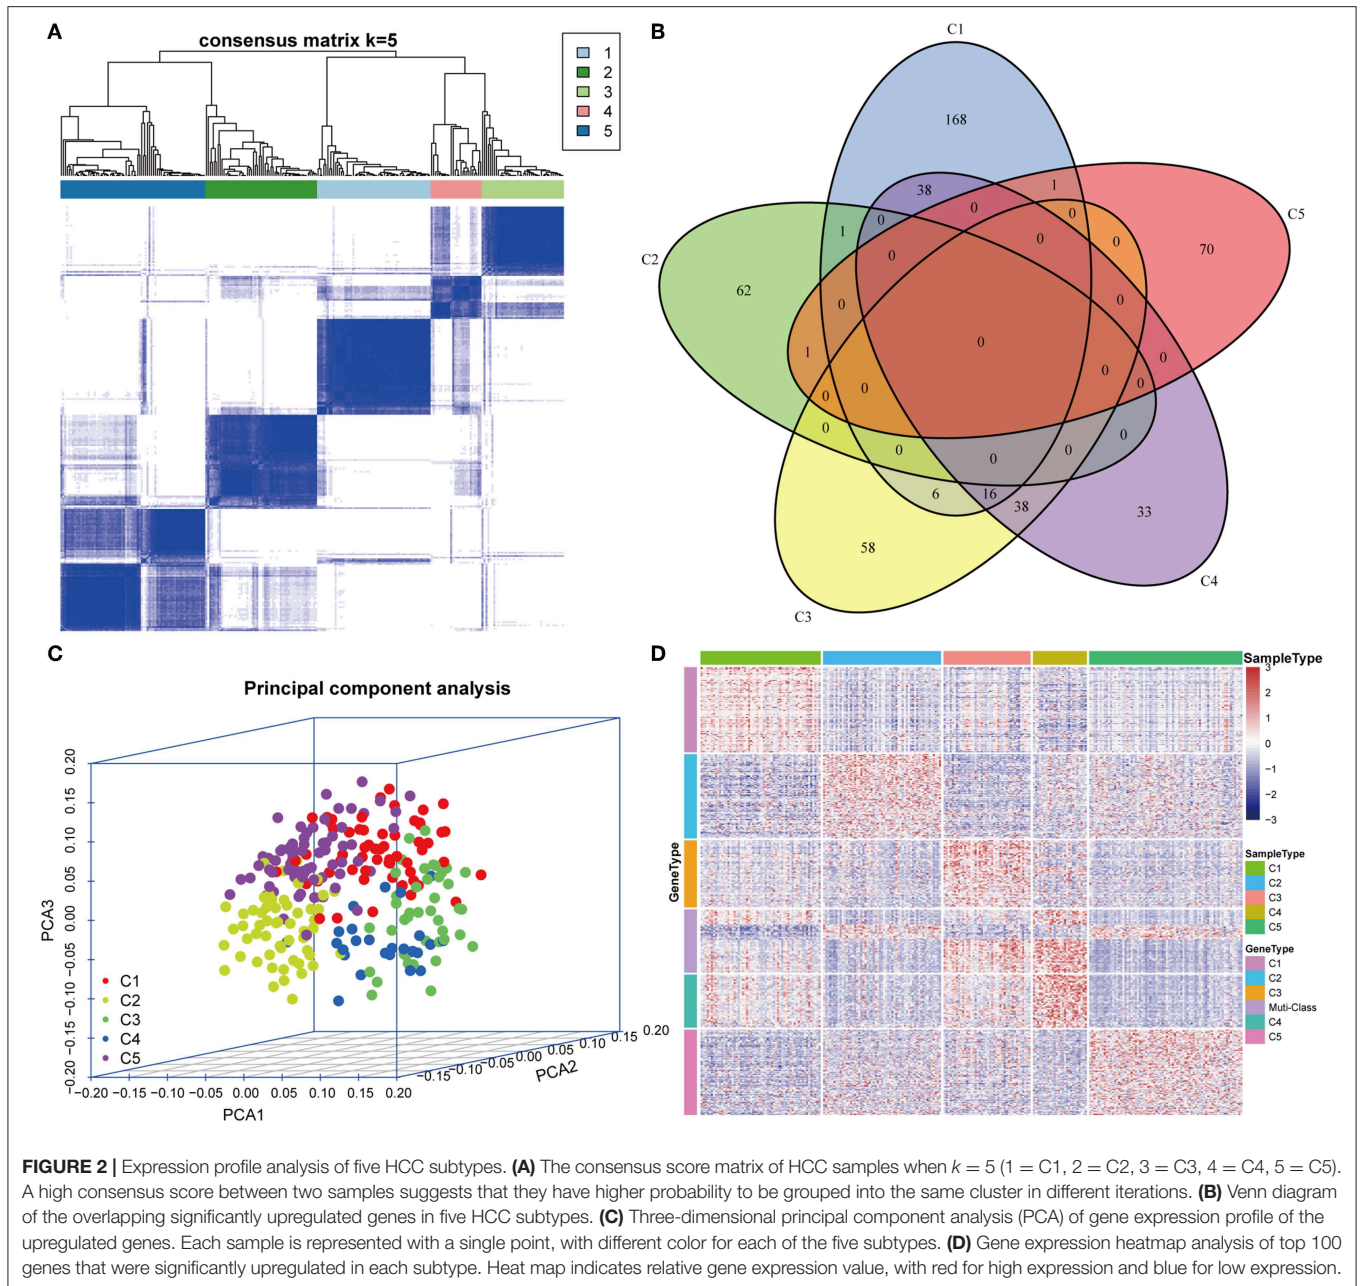 A
consensus matrix k=5
1
2
3
4
5
B
C1
168
C5
C2
38
1
0
0
0
1
0
0
0
70
62
0
0
0
1
0
0
0
0
0
0
0
0
0
0
0
0
6
16
38
33
58
C4
C3
C
Principal component analysis
PCA3
0.20
0.15
0.10
0.05
0.00
−0.05
−0.10
−0.15
−0.20
C1
C2
C3
C4
C5
−0.20 −0.15 −0.10 −0.05 0.00 0.05 0.10 0.15 0.20
PCA1
−0.15 −0.10 −0.05 0.00 0.05 0.10 0.15 0.20
PCA2
D
SampleType
3
2
1
0
−1
−2
−3
GeneType
SampleType
C1
C2
C3
C4
C5
GeneType
C1
C2
C3
Muti-Class
C4
C5
FIGURE 2 | Expression profile analysis of five HCC subtypes. (A) The consensus score matrix of HCC samples when k = 5 (1 = C1, 2 = C2, 3 = C3, 4 = C4, 5 = C5).
A high consensus score between two samples suggests that they have higher probability to be grouped into the same cluster in different iterations. (B) Venn diagram
of the overlapping significantly upregulated genes in five HCC subtypes. (C) Three-dimensional principal component analysis (PCA) of gene expression profile of the
upregulated genes. Each sample is represented with a single point, with different color for each of the five subtypes. (D) Gene expression heatmap analysis of top 100
genes that were significantly upregulated in each subtype. Heat map indicates relative gene expression value, with red for high expression and blue for low expression.